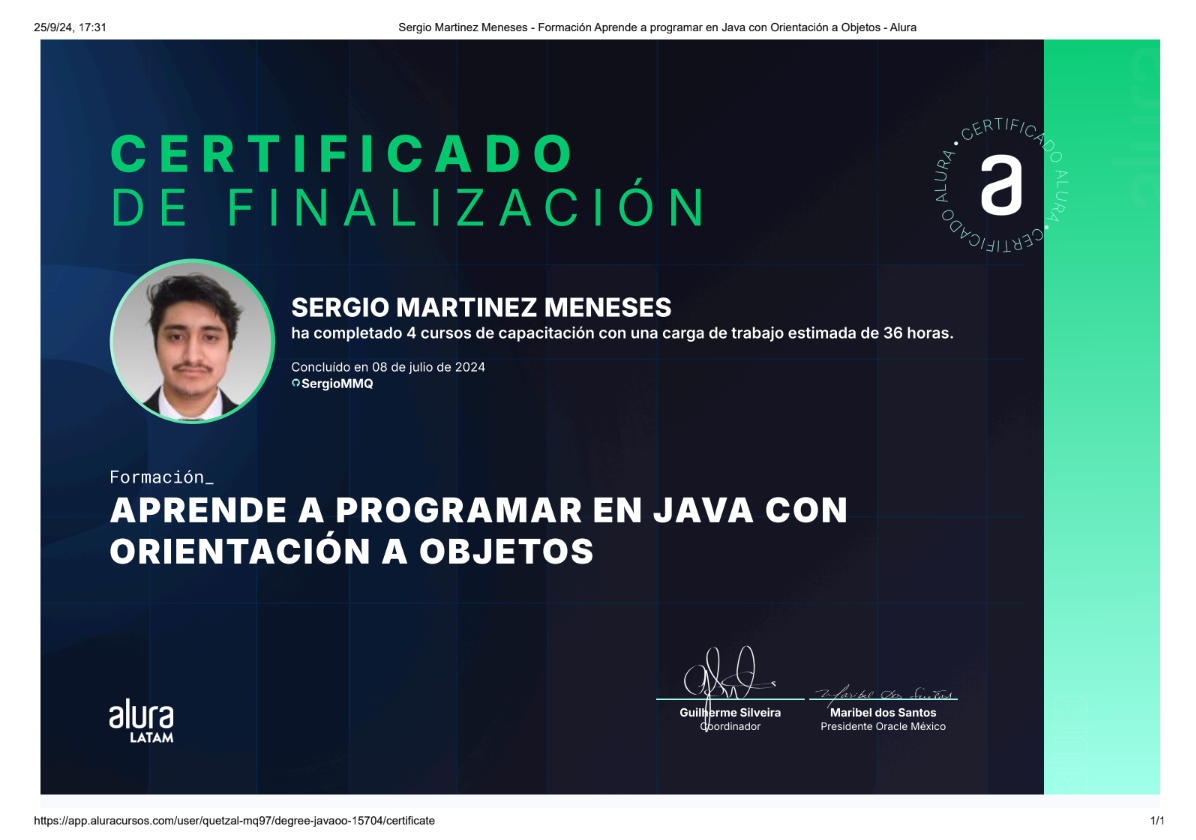 25/9/24, 17:31
Sergio Martinez Meneses - Formación Aprende a programar en Java con Orientación a Objetos - Alura
CERTIFICADO
DE FINALIZACIÓN
CERTIFICADO ALURA • CERTIFICADO ALURA •
a
SERGIO MARTINEZ MENESES
ha completado 4 cursos de capacitación con una carga de trabajo estimada de 36 horas.
Concluído en 08 de julio de 2024
SergioMMQ
Formación_
APRENDE A PROGRAMAR EN JAVA CON
ORIENTACIÓN A OBJETOS
alura
LATAM
Maribel dos Santos
Guilherme Silveira
Coordinador
Maribel dos Santos
Presidente Oracle México
https://app.aluracursos.com/user/quetzal-mq97/degree-javaoo-15704/certificate
1/1